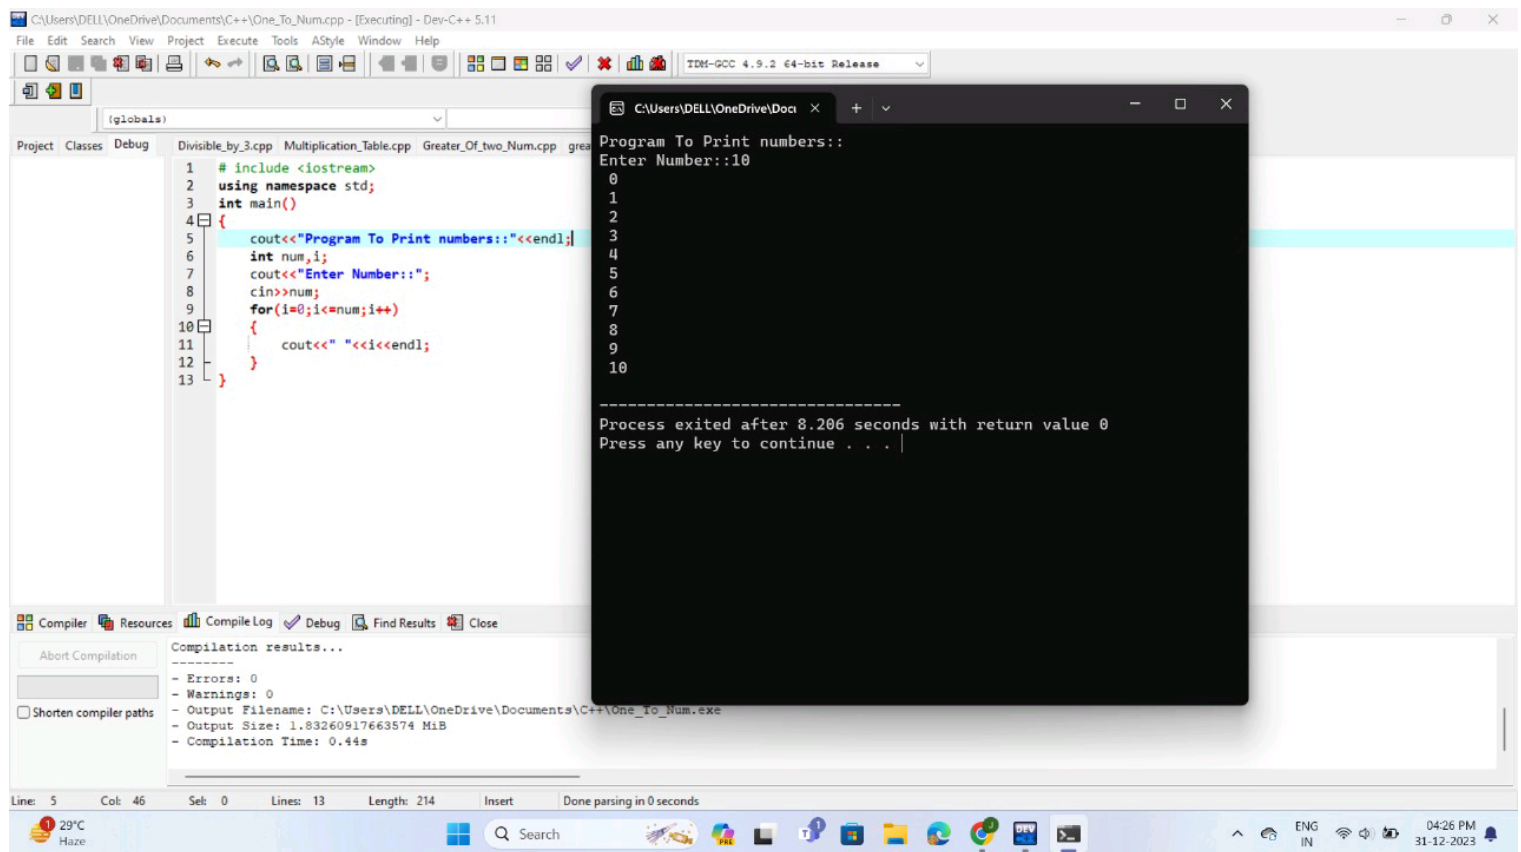 C:\Users\DELL\OneDrive\Documents\C++\One_To_Num.cpp - [Executing] - Dev-C++ 5.11
File Edit Search View Project Execute Tools AStyle Window Help
TDM-GCC 4.9.2 64-bit Release
(globals)
Project Classes Debug
Divisible_by_3.cpp Multiplication_Table.cpp Greater_Of_two_Num.cpp
1 # include <iostream>
2 using namespace std;
3 int main()
4 {
5 cout<<"Program To Print numbers::"<<endl;
6 int num,i;
7 cout<<"Enter Number::";
8 cin>>num;
9 for(i=0;i<=num;i++)
10 {
11 cout<<" "<<i<<endl;
12 }
13 }
C:\Users\DELL\OneDrive\Docu
Program To Print numbers::
Enter Number::10
0
1
2
3
4
5
6
7
8
9
10
--------------------------------
Process exited after 8.206 seconds with return value 0
Press any key to continue . . .
Compiler Resources Compile Log Debug Find Results Close
Abort Compilation
Shorten compiler paths
Compilation results...
--------
- Errors: 0
- Warnings: 0
- Output Filename: C:\Users\DELL\OneDrive\Documents\C++\One_To_Num.exe
- Output Size: 1.83260917663574 MiB
- Compilation Time: 0.44s
Line: 5 Col: 46 Sel: 0 Lines: 13 Length: 214 Insert Done parsing in 0 seconds
1
29°C
Haze
Search
PRE
1
DEV
ENG
IN
04:26 PM
31-12-2023